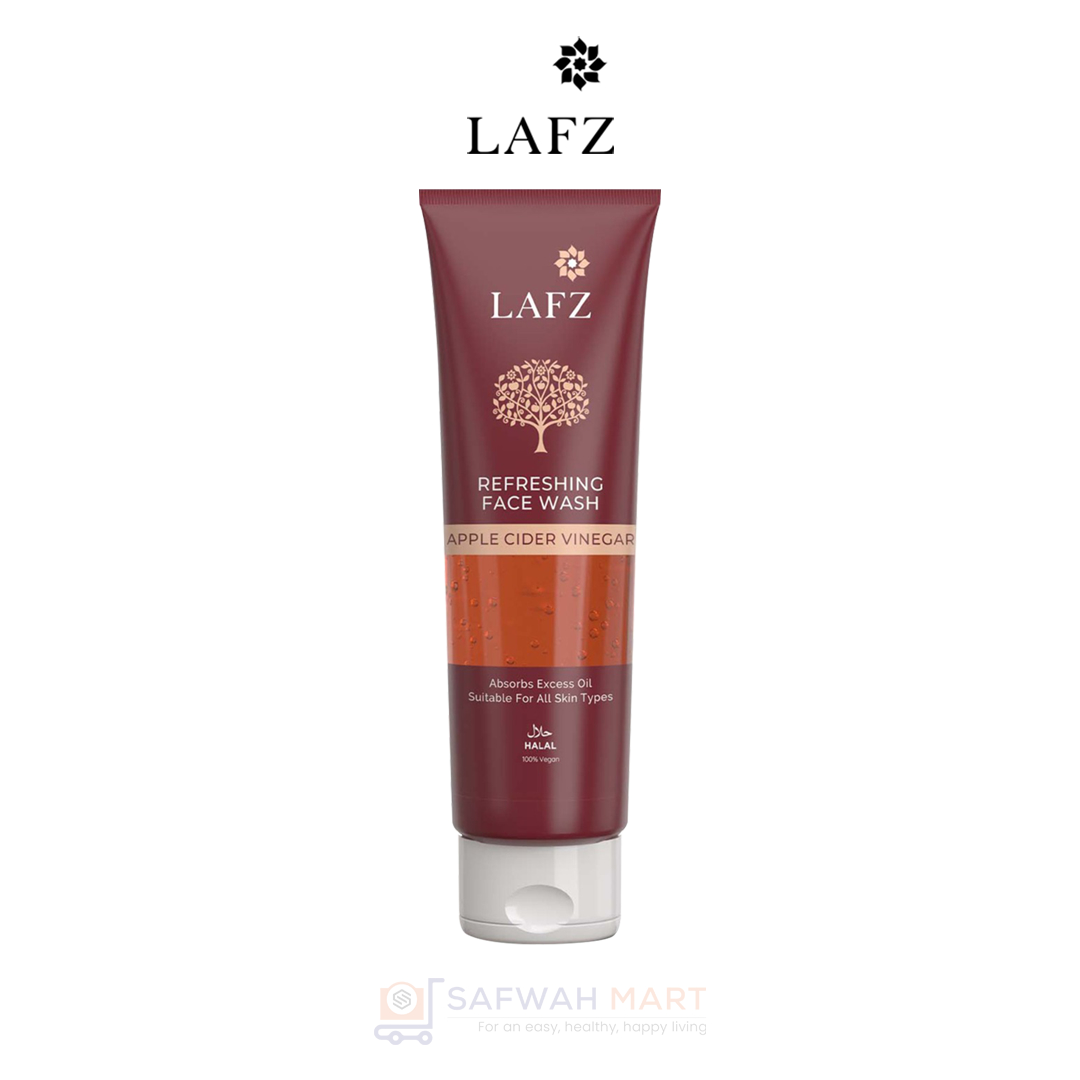 LAFZ
LAFZ
REFRESHING
FACE WASH
APPLE CIDER VINEGAR
Absorbs Excess Oil
Suitable For All Skin Types
حلال
HALAL
100% Vegan
SAFWAH MART
For an easy, healthy, happy living